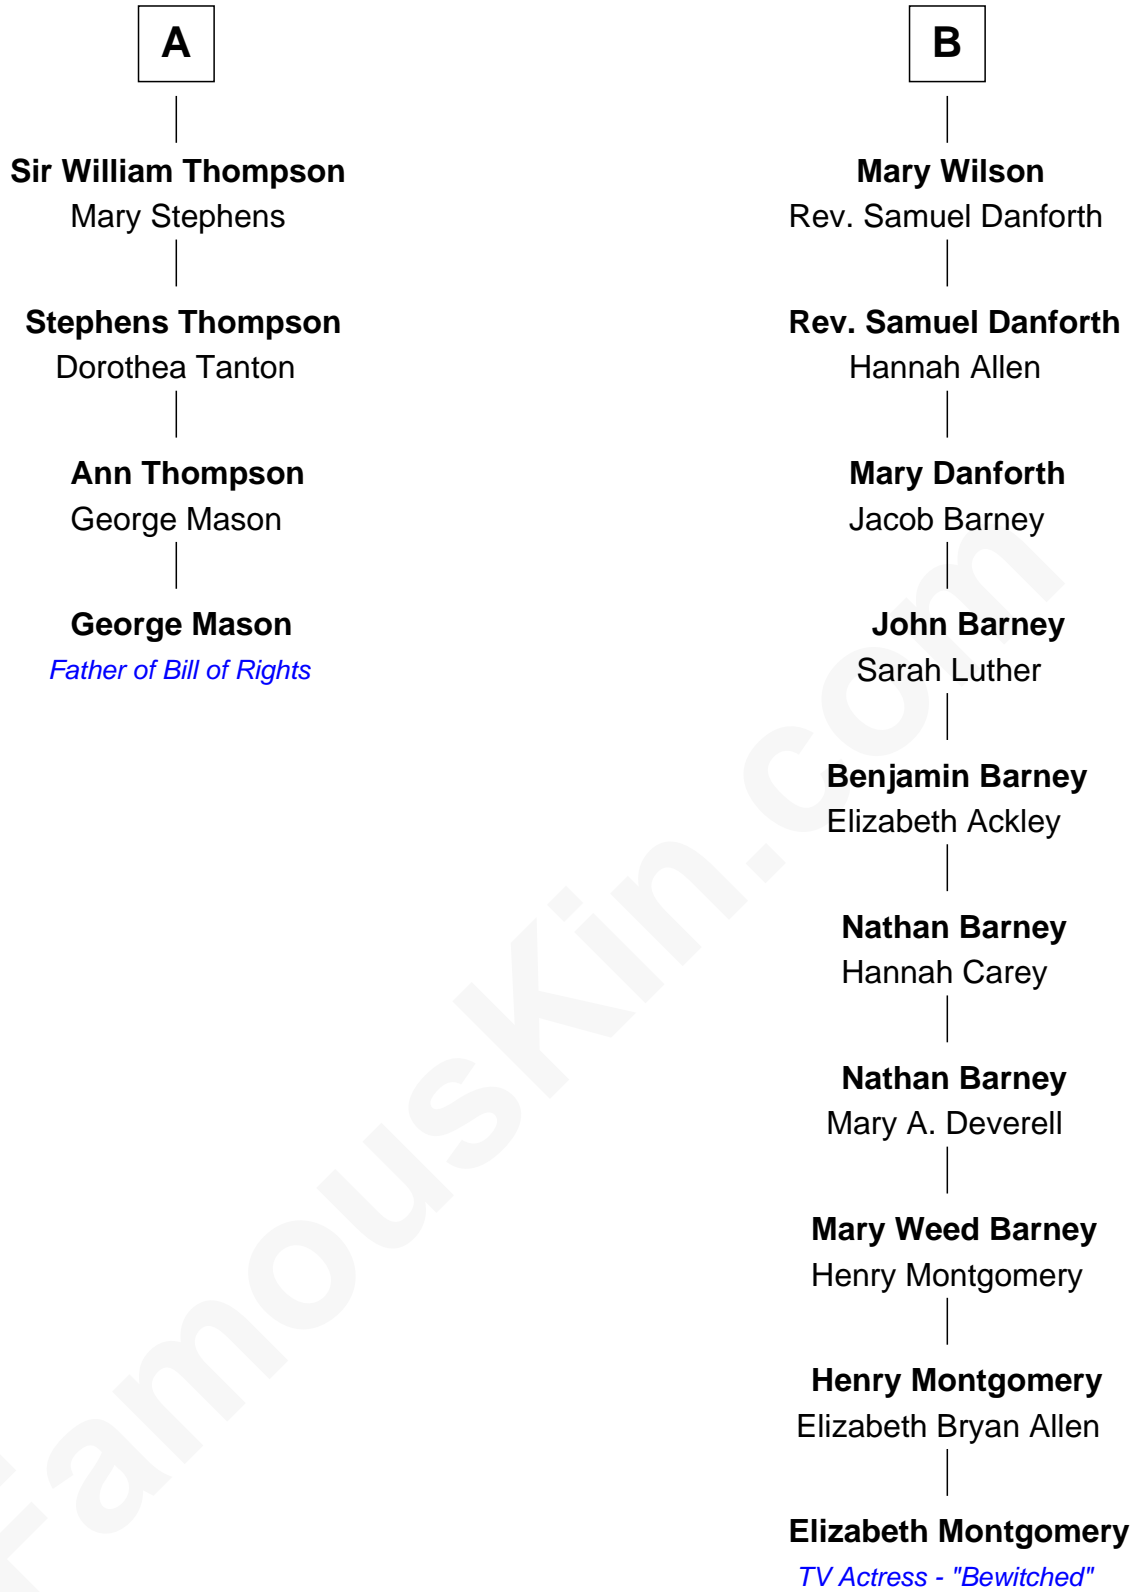 A
Sir William Thompson
Mary Stephens
Stephens Thompson
Dorothea Tanton
Ann Thompson
George Mason
George Mason
Father of Bill of Rights
B
Mary Wilson
Rev. Samuel Danforth
Rev. Samuel Danforth
Hannah Allen
Mary Danforth
Jacob Barney
John Barney
Sarah Luther
Benjamin Barney
Elizabeth Ackley
Nathan Barney
Hannah Carey
Nathan Barney
Mary A. Deverell
Mary Weed Barney
Henry Montgomery
Henry Montgomery
Elizabeth Bryan Allen
Elizabeth Montgomery
TV Actress - "Bewitched"
FamousKin.com